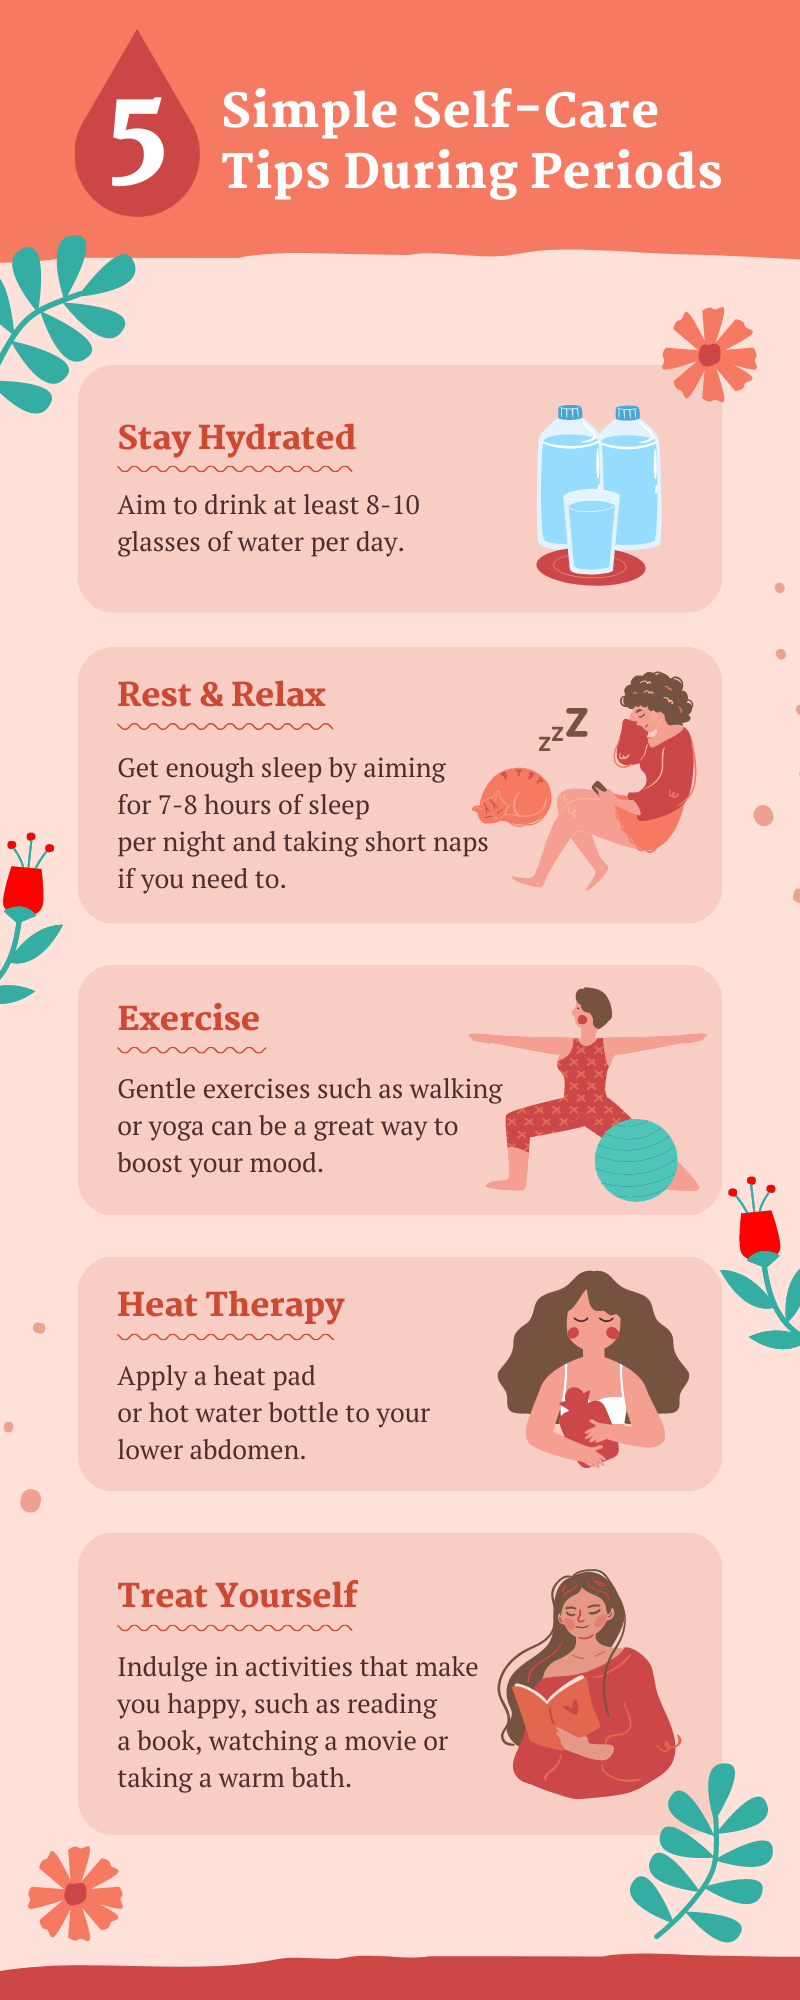 5
Simple Self-Care
Tips During Periods
Stay Hydrated
Aim to drink at least 8-10
glasses of water per day.
Rest & Relax
zzZ
Get enough sleep by aiming
for 7-8 hours of sleep
per night and taking short naps
if you need to.
Exercise
Gentle exercises such as walking
or yoga can be a great way to
boost your mood.
Heat Therapy
Apply a heat pad
or hot water bottle to your
lower abdomen.
Treat Yourself
Indulge in activities that make
you happy, such as reading
a book, watching a movie or
taking a warm bath.